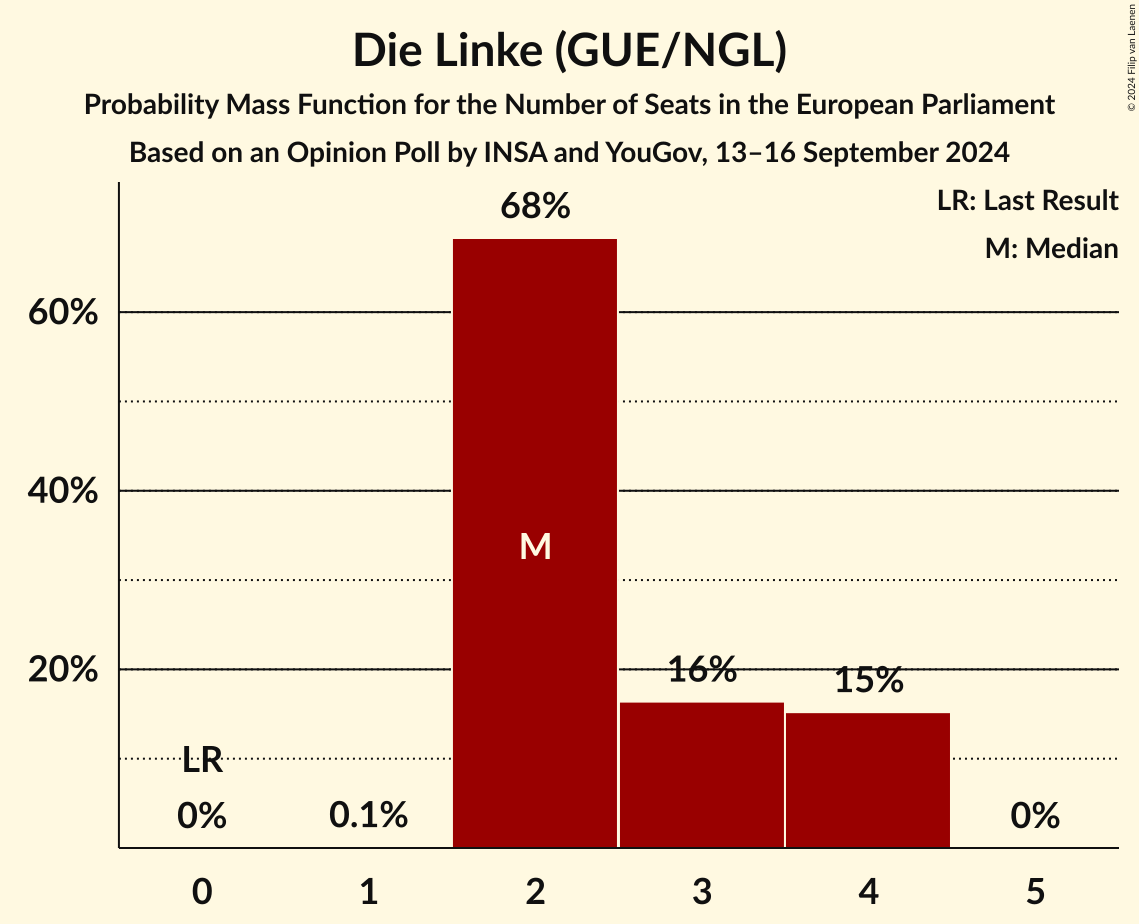 Die Linke (GUE/NGL)
Probability Mass Function for the Number of Seats in the European Parliament
Based on an Opinion Poll by INSA and YouGov, 13–16 September 2024
© 2024 Filip van Laenen
LR: Last Result
M: Median
68%
60%
40%
M
20%
16%
15%
LR
0%
0.1%
0%
0 1 2 3 4 5